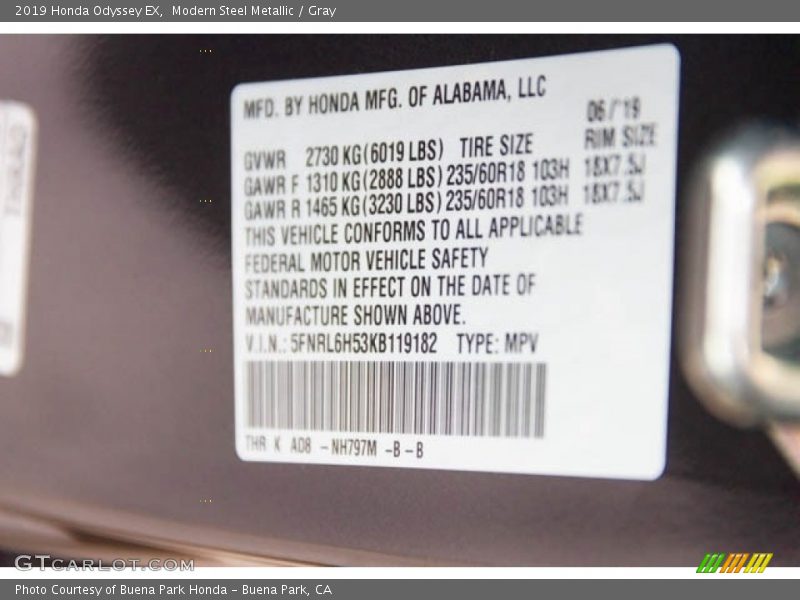 2019 Honda Odyssey EX, Modern Steel Metallic / Gray
MFD. BY HONDA MFG. OF ALABAMA, LLC
06/'19
GVWR 2730 KG(6019 LBS) TIRE SIZE RIM SIZE
GAWR F 1310 KG(2888 LBS) 235/60R18 103H 18X7.5J
GAWR R 1465 KG(3230 LBS) 235/60R18 103H 18X7.5J
THIS VEHICLE CONFORMS TO ALL APPLICABLE
FEDERAL MOTOR VEHICLE SAFETY
STANDARDS IN EFFECT ON THE DATE OF
MANUFACTURE SHOWN ABOVE.
V.I.N.: 5FNRL6H53KB119182 TYPE: MPV
THR K A08 -NH797M -B-B
GTCARLOT.COM
Photo Courtesy of Buena Park Honda - Buena Park, CA